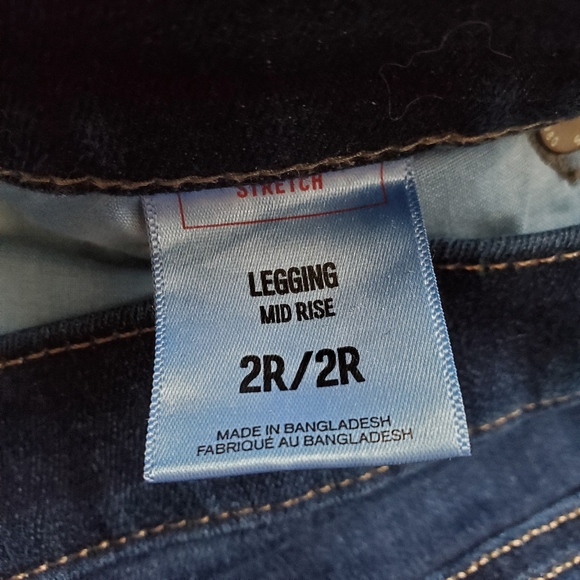 STRETCH
LEGGING
MID RISE
2R/2R
MADE IN BANGLADESH
FABRIQUÉ AU BANGLADESH